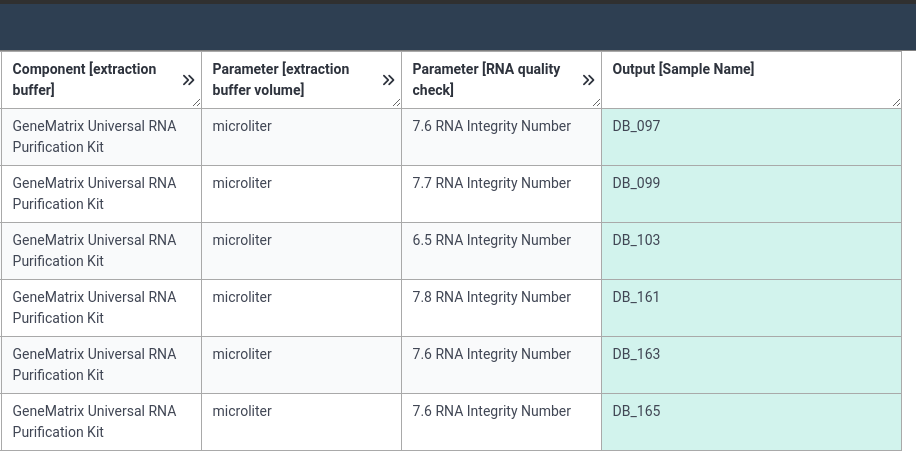 Component [extraction buffer] Parameter [extraction buffer volume] Parameter [RNA quality check] Output [Sample Name]
GeneMatrix Universal RNA Purification Kit microliter 7.6 RNA Integrity Number DB_097
GeneMatrix Universal RNA Purification Kit microliter 7.7 RNA Integrity Number DB_099
GeneMatrix Universal RNA Purification Kit microliter 6.5 RNA Integrity Number DB_103
GeneMatrix Universal RNA Purification Kit microliter 7.8 RNA Integrity Number DB_161
GeneMatrix Universal RNA Purification Kit microliter 7.6 RNA Integrity Number DB_163
GeneMatrix Universal RNA Purification Kit microliter 7.6 RNA Integrity Number DB_165